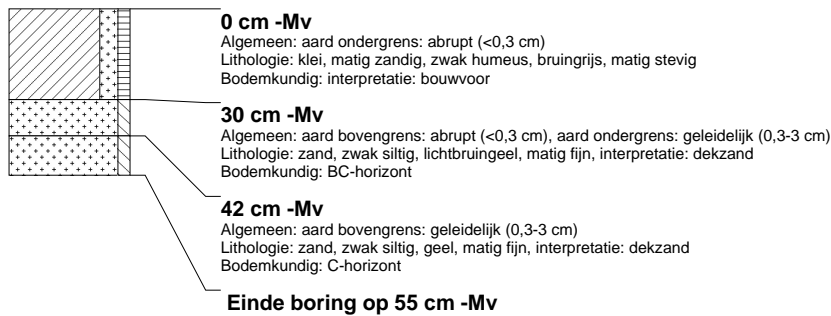 0 cm -Mv
Algemeen: aard ondergrens: abrupt (<0,3 cm)
Lithologie: klei, matig zandig, zwak humeus, bruingrijs, matig stevig
Bodemkundig: interpretatie: bouwvoor
30 cm -Mv
Algemeen: aard bovengrens: abrupt (<0,3 cm), aard ondergrens: geleidelijk (0,3-3 cm)
Lithologie: zand, zwak siltig, lichtbruingeel, matig fijn, interpretatie: dekzand
Bodemkundig: BC-horizont
42 cm -Mv
Algemeen: aard bovengrens: geleidelijk (0,3-3 cm)
Lithologie: zand, zwak siltig, geel, matig fijn, interpretatie: dekzand
Bodemkundig: C-horizont
Einde boring op 55 cm -Mv